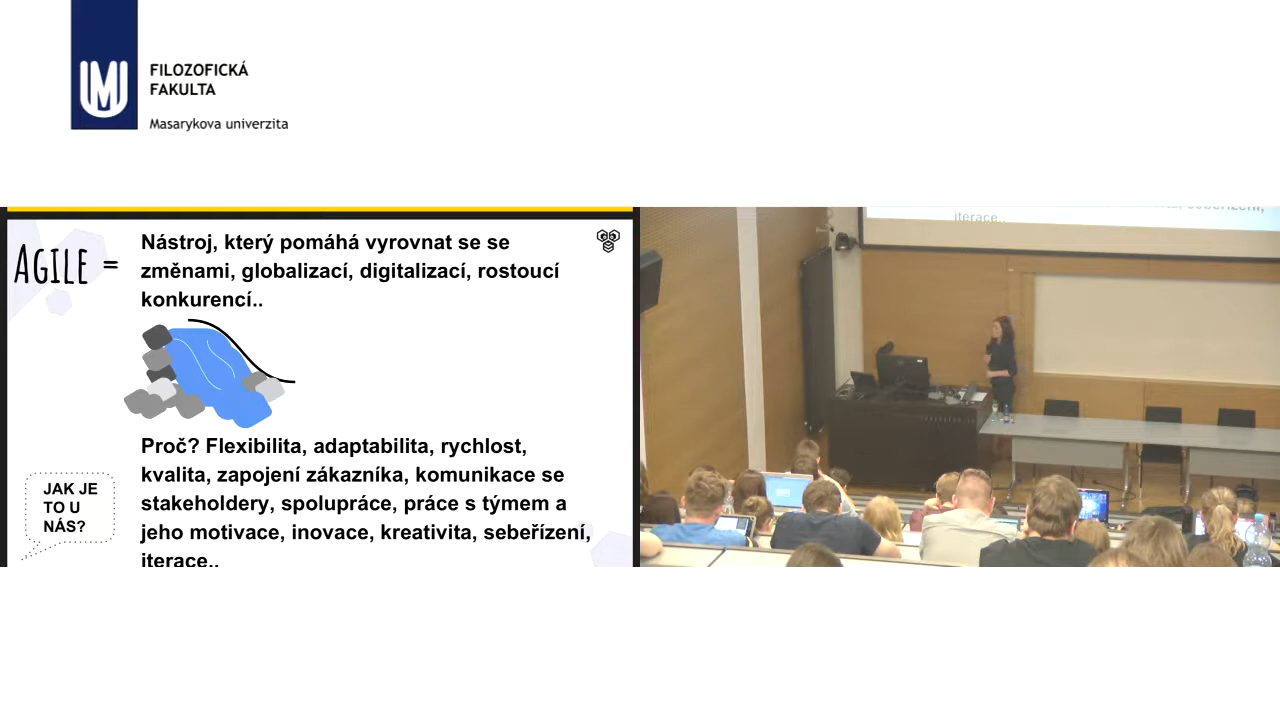 FILOZOFICKÁ
FAKULTA
Masarykova univerzita
AGILE =
Nástroj, který pomáhá vyrovnat se se
změnami, globalizací, digitalizací, rostoucí
konkurencí..
Proč? Flexibilita, adaptabilita, rychlost,
kvalita, zapojení zákazníka, komunikace se
stakeholdery, spolupráce, práce s týmem a
jeho motivace, inovace, kreativita, sebeřízení,
iterace..
JAK JE
TO U
NÁS?
sebeřízení,
iterace..